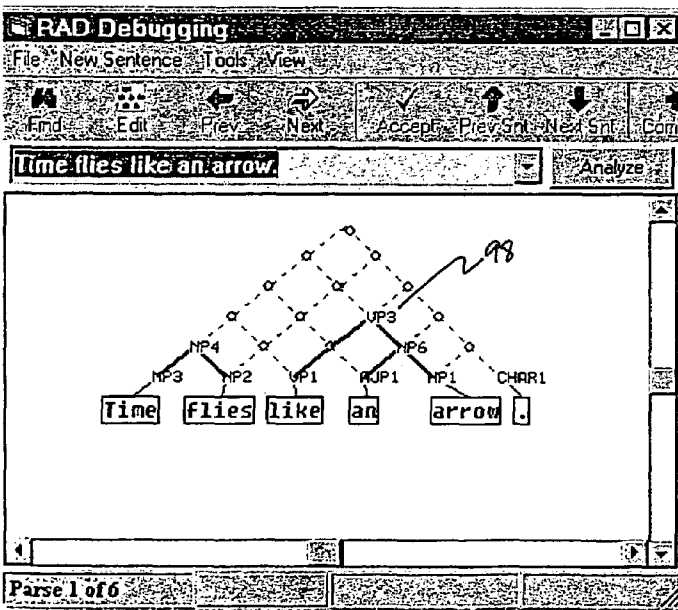 RAD Debugging
File New Sentence Tools View
Find Edit Prev Next Accept Prev Snt Next Snt Com
Time flies like an arrow. Analyze
98
VP3
NP4 NP6
NP3 NP2 VP1 AJP1 NP1 CHAR1
Time flies like an arrow .
Parse 1 of 6